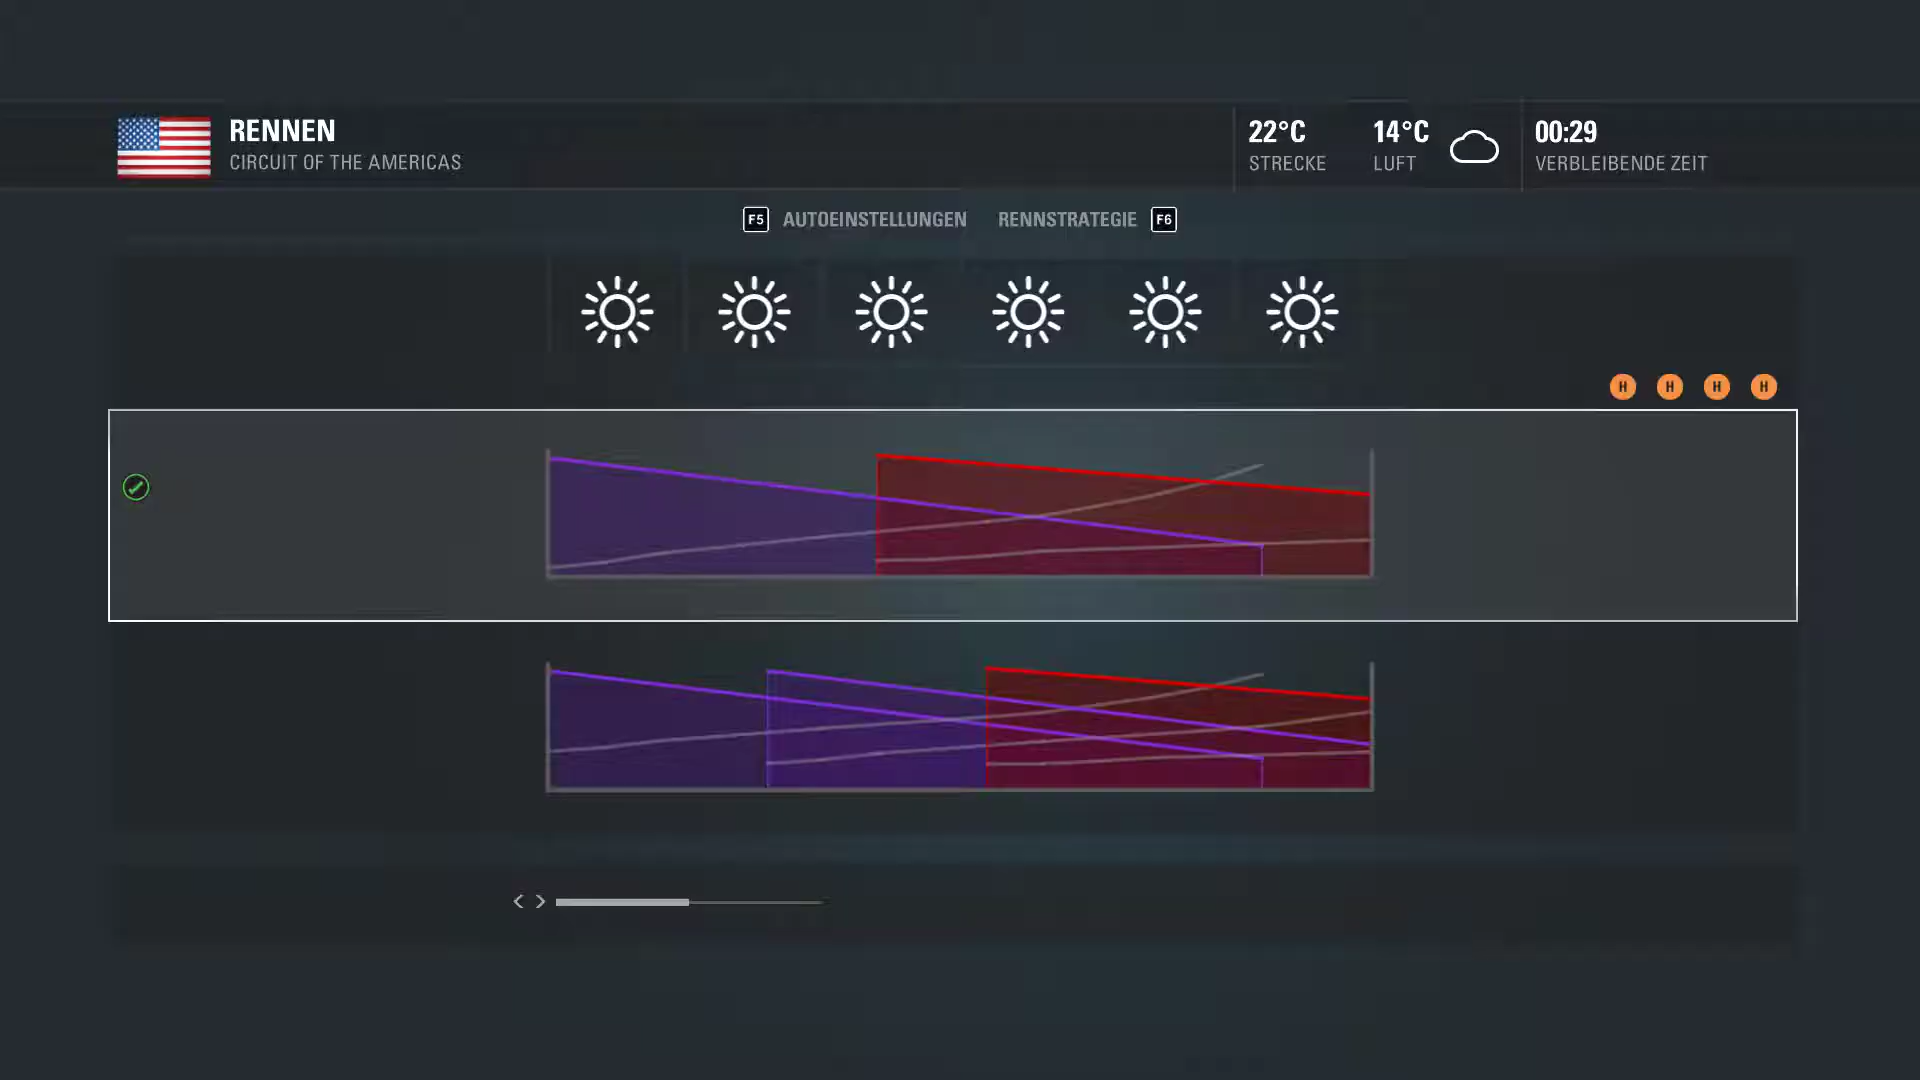 RENNEN
CIRCUIT OF THE AMERICAS
22°C
STRECKE
14°C
LUFT
00:29
VERBLEIBENDE ZEIT
F5 AUTOEINSTELLUNGEN RENNSTRATEGIE F6
H H H H